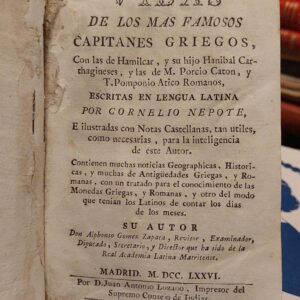 VIDAS
DE LOS MAS FAMOSOS
CAPITANES GRIEGOS,
Con las de Hamilcar, y su hijo Hanibal Car-
thagineses, y las de M. Porcio Caton, y
T. Pomponio Atico Romanos,
ESCRITAS EN LENGUA LATINA
POR CORNELIO NEPOTE,
E ilustradas con Notas Castellanas, tan utiles,
como necesarias, para la inteligencia
de este Autor.
Contienen muchas noticias Geographicas, Historicas,
y muchas de Antigüedades Griegas, y Ro-
manas, con un tratado para el conocimiento de las
Monedas Griegas, y Romanas, y otro del modo
que tenian los Latinos de contar los dias
de los meses.
SU AUTOR
Don Alphonso Gomez Zapata, Revisor, Examinador,
Diputado, Secretario, y Director que ha sido de la
Real Academia Latina Matritense.
MADRID. M. DCC. LXXVI.
Por D. Juan Antonio Lozano, Impresor del
Supremo Consejo de Indias